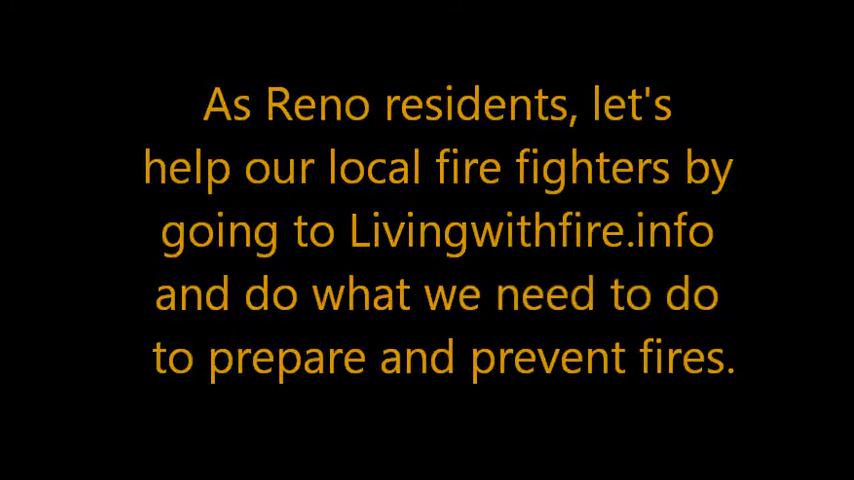 As Reno residents, let's
help our local fire fighters by
going to Livingwithfire.info
and do what we need to do
to prepare and prevent fires.